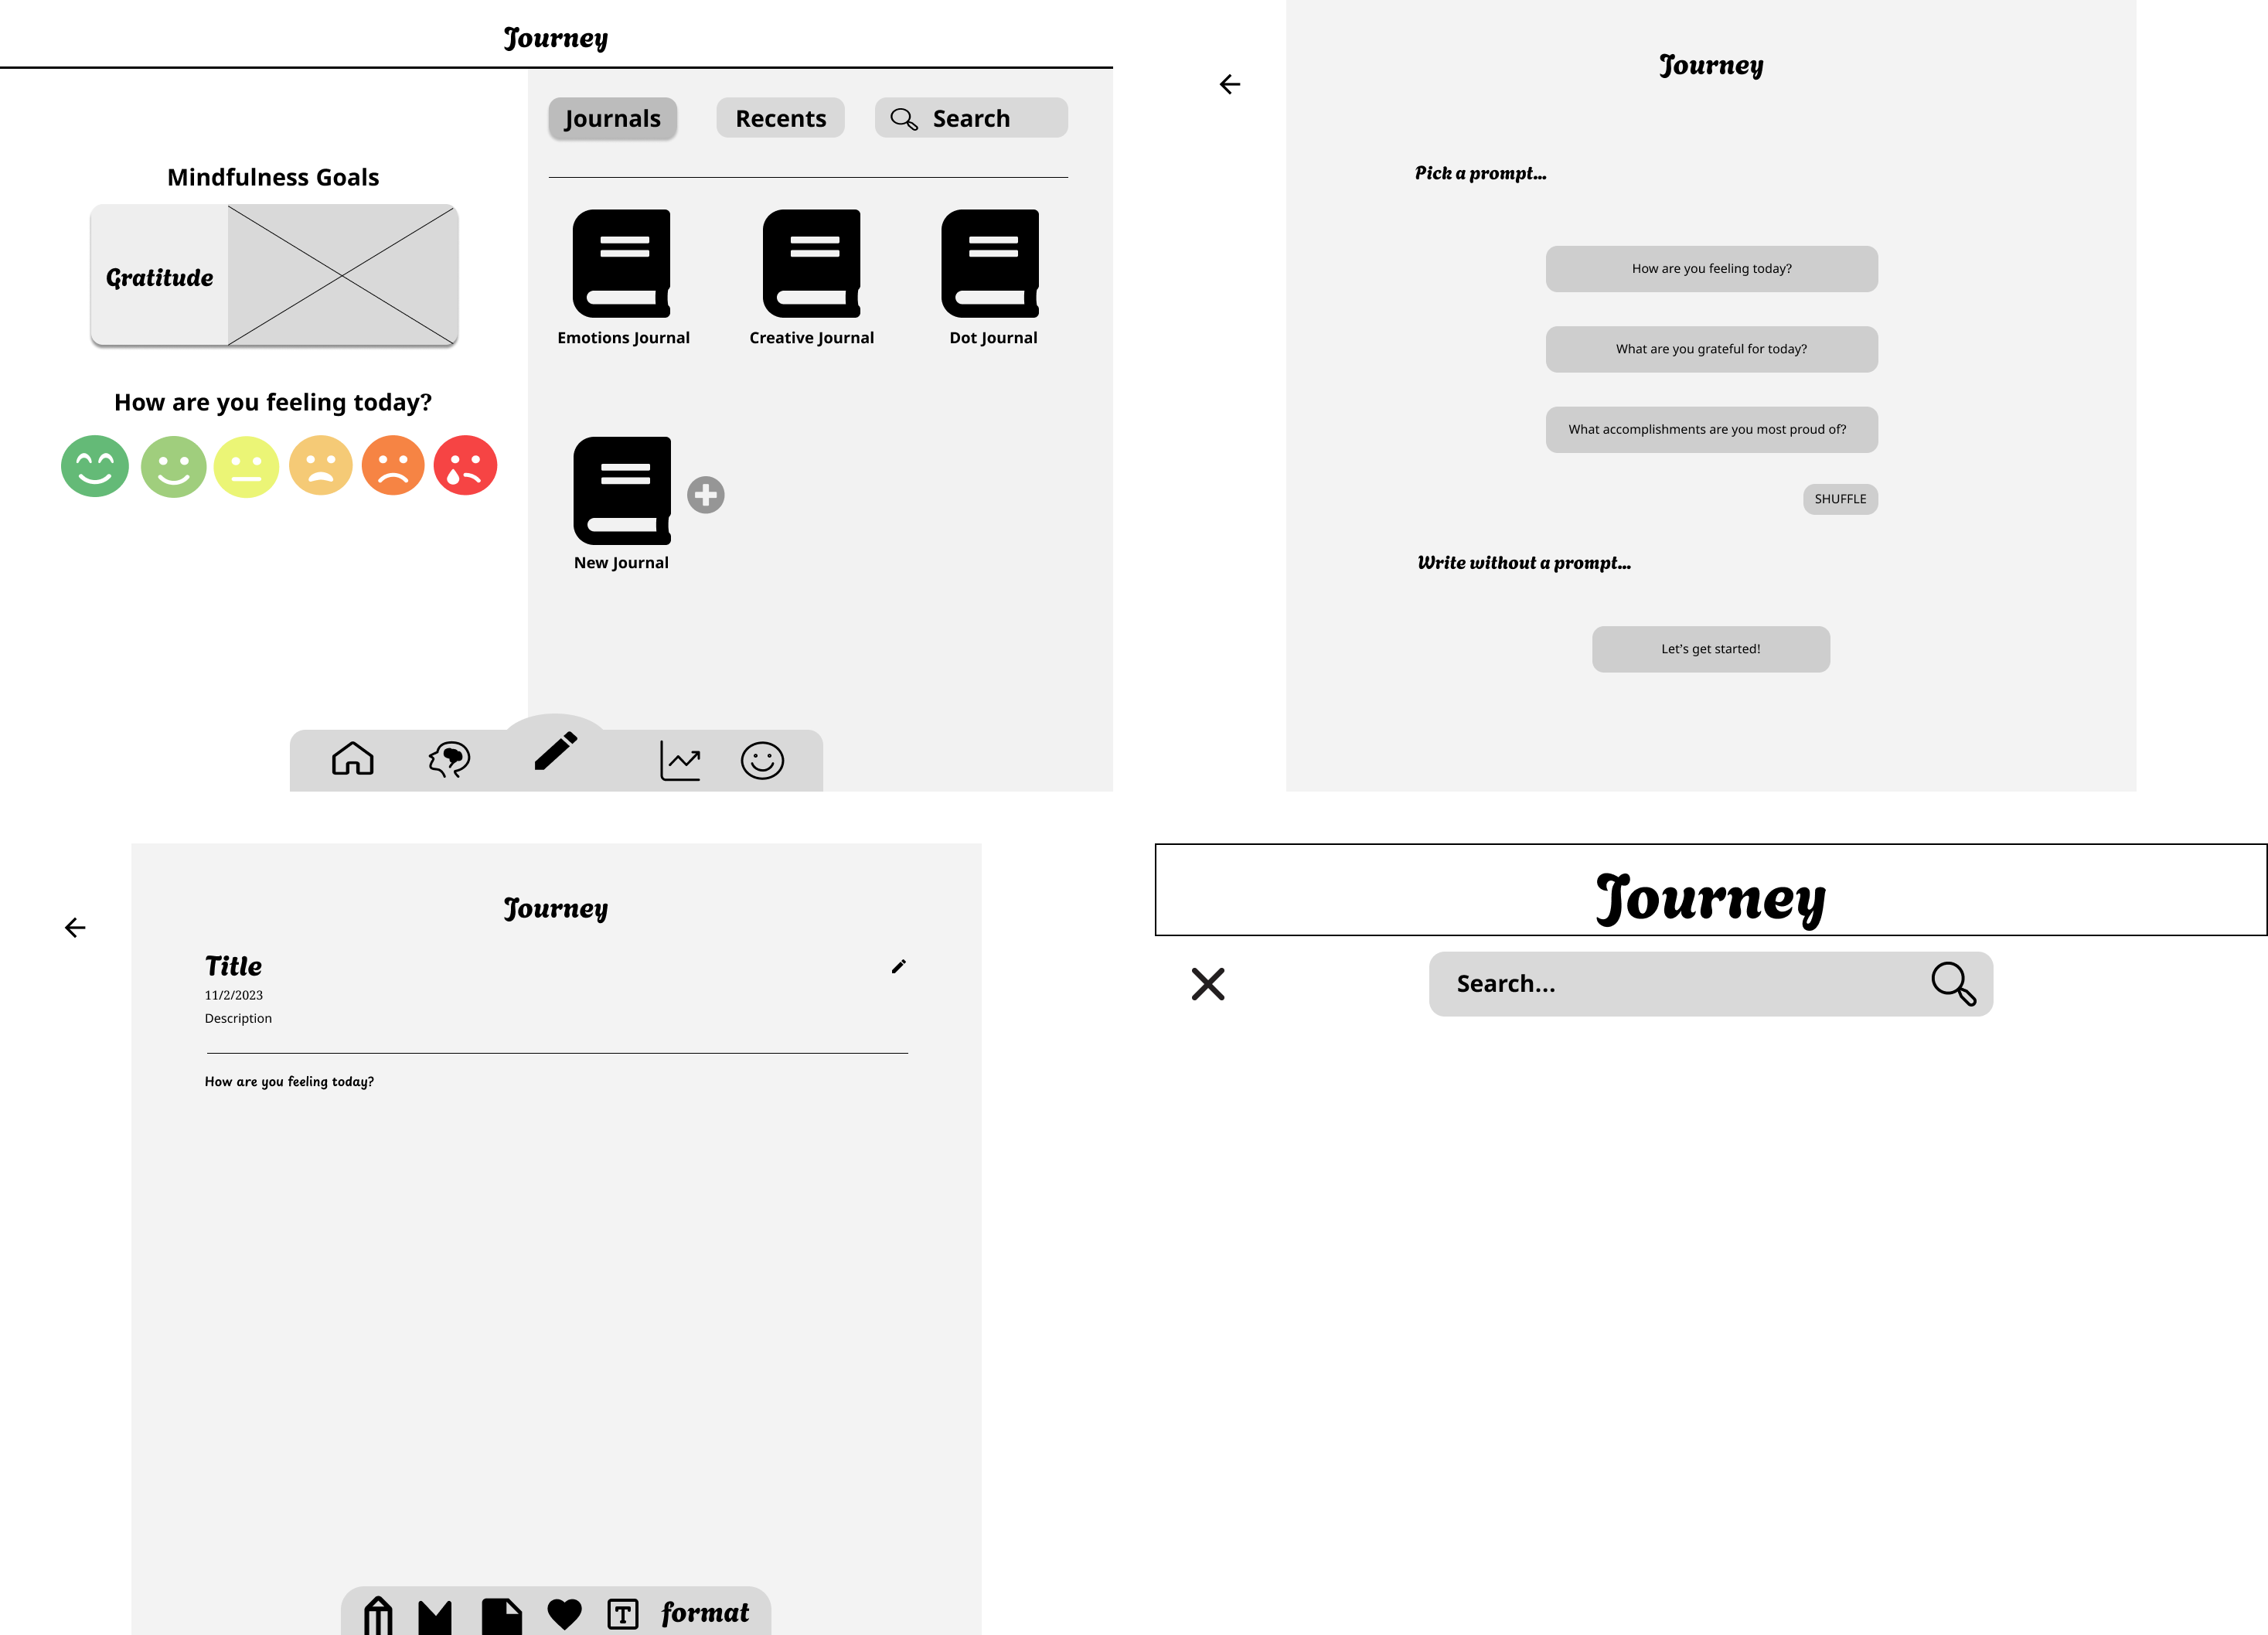 Journey
Mindfulness Goals
Gratitude
How are you feeling today?
Journals
Recents
Search
Emotions Journal
Creative Journal
Dot Journal
New Journal
Journey
Pick a prompt...
How are you feeling today?
What are you grateful for today?
What accomplishments are you most proud of?
SHUFFLE
Write without a prompt...
Let's get started!
Journey
Title
11/2/2023
Description
How are you feeling today?
T
format
Journey
Search...